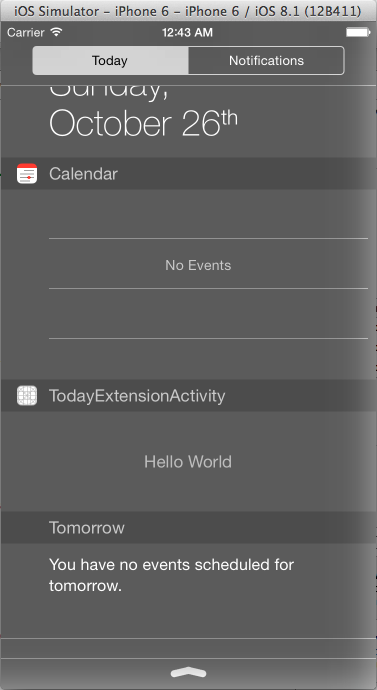 iOS Simulator - iPhone 6 - iPhone 6 / iOS 8.1 (12B411)
Carrier 12:43 AM
Today Notifications
Sunday,
October 26th
Calendar
No Events
TodayExtensionActivity
Hello World
Tomorrow
You have no events scheduled for
tomorrow.